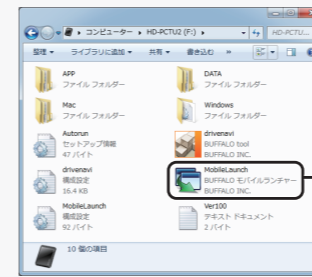 コンピューター ▸ HD-PCTU2 (F:) ▸
HD-PCTU...
整理 ▾ ライブラリに追加 ▾ 共有 ▾ 書き込む »
APP
ファイル フォルダー
DATA
ファイル フォルダー
Mac
ファイル フォルダー
Windows
ファイル フォルダー
Autorun
セットアップ情報
47 バイト
drivenavi
BUFFALO tool
BUFFALO INC.
drivenavi
構成設定
16.4 KB
MobileLaunch
BUFFALO モバイルランチャー
BUFFALO INC.
MobileLaunch
構成設定
92 バイト
Ver100
テキスト ドキュメント
2 バイト
10 個の項目